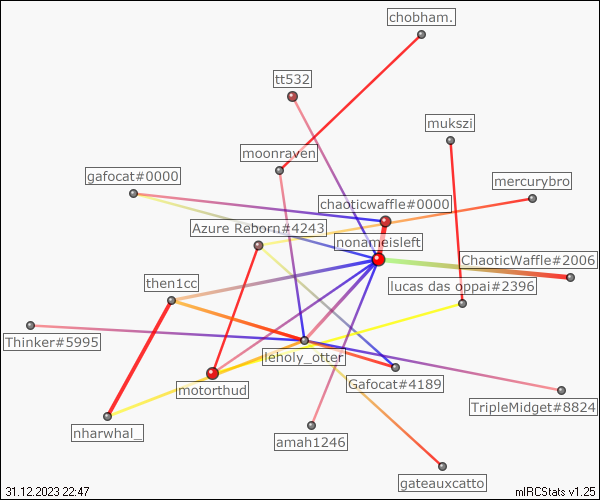 chobham.
tt532
mukszi
moonraven
gafocat#0000
mercurybro
chaoticwaffle#0000
Azure Reborn#4243
nonameisleft
ChaoticWaffle#2006
then1cc
lucas das oppai#2396
Thinker#5995
leholy_otter
motorthud
Gafocat#4189
TripleMidget#8824
nharwhal_
amah1246
gateauxcatto
31.12.2023 22:47
mIRCStats v1.25